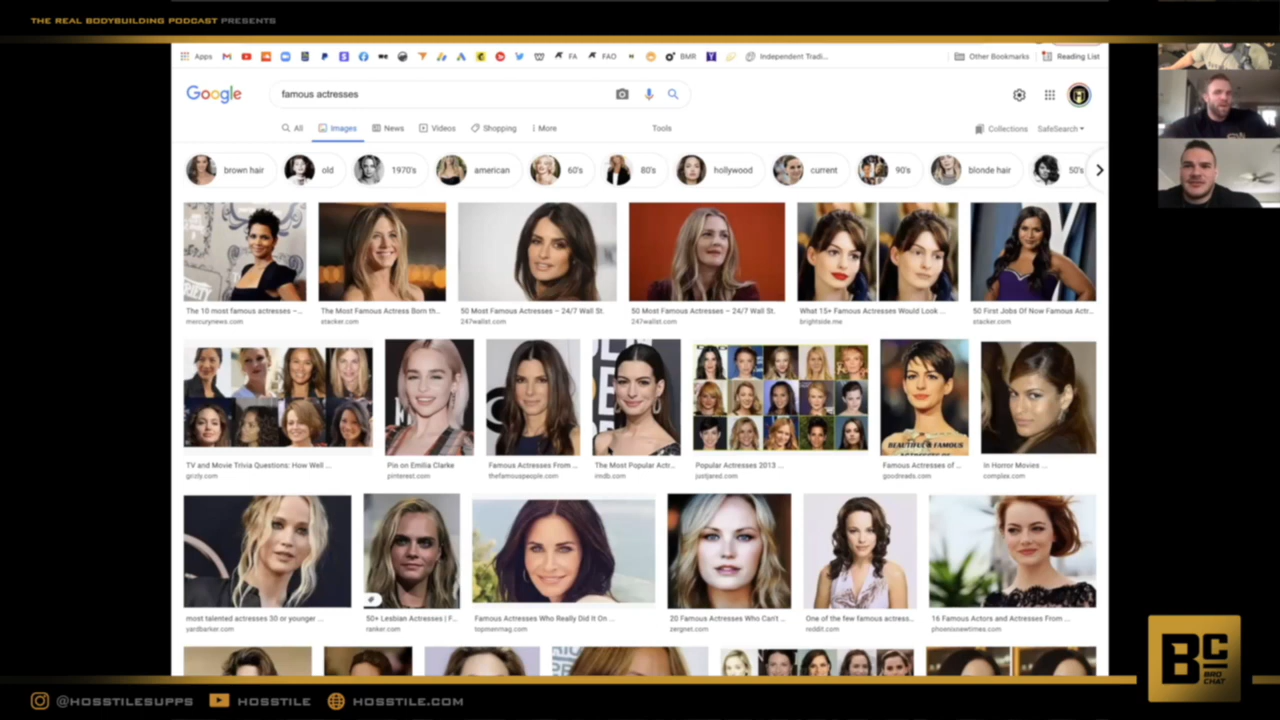 THE REAL BODYBUILDING PODCAST PRESENTS
Apps FA FAO BMR Independent Tradi... Other Bookmarks Reading List
Google famous actresses
All Images News Videos Shopping More Tools Collections SafeSearch
brown hair old 1970's american 60's 80's hollywood current 90's blonde hair 50's
The 10 most famous actresses –... The Most Famous Actress Born th... 50 Most Famous Actresses – 24/7 Wall St. 50 Most Famous Actresses – 24/7 Wall St. What 15+ Famous Actresses Would Look ... 50 First Jobs Of Now Famous Actr...
mercurynews.com stacker.com 247wallst.com 247wallst.com brightside.me stacker.com
BEAUTIFUL & FAMOUS
TV and Movie Trivia Questions: How Well ... Pin on Emilia Clarke Famous Actresses From ... The Most Popular Actr... Popular Actresses 2013 ... Famous Actresses of ... In Horror Movies ...
pinterest.com thefamouspeople.com imdb.com justjared.com goodreads.com complex.com
most talented actresses 30 or younger ... 50+ Lesbian Actresses | F... Famous Actresses Who Really Did It On ... 20 Famous Actresses Who Can't ... One of the few famous actress... 16 Famous Actors and Actresses From ...
yardbarker.com ranker.com topmenmag.com zergnet.com reddit.com phoenixnewtimes.com
BC BRO CHAT
@HOSSTILESUPPS HOSSTILE HOSSTILE.COM